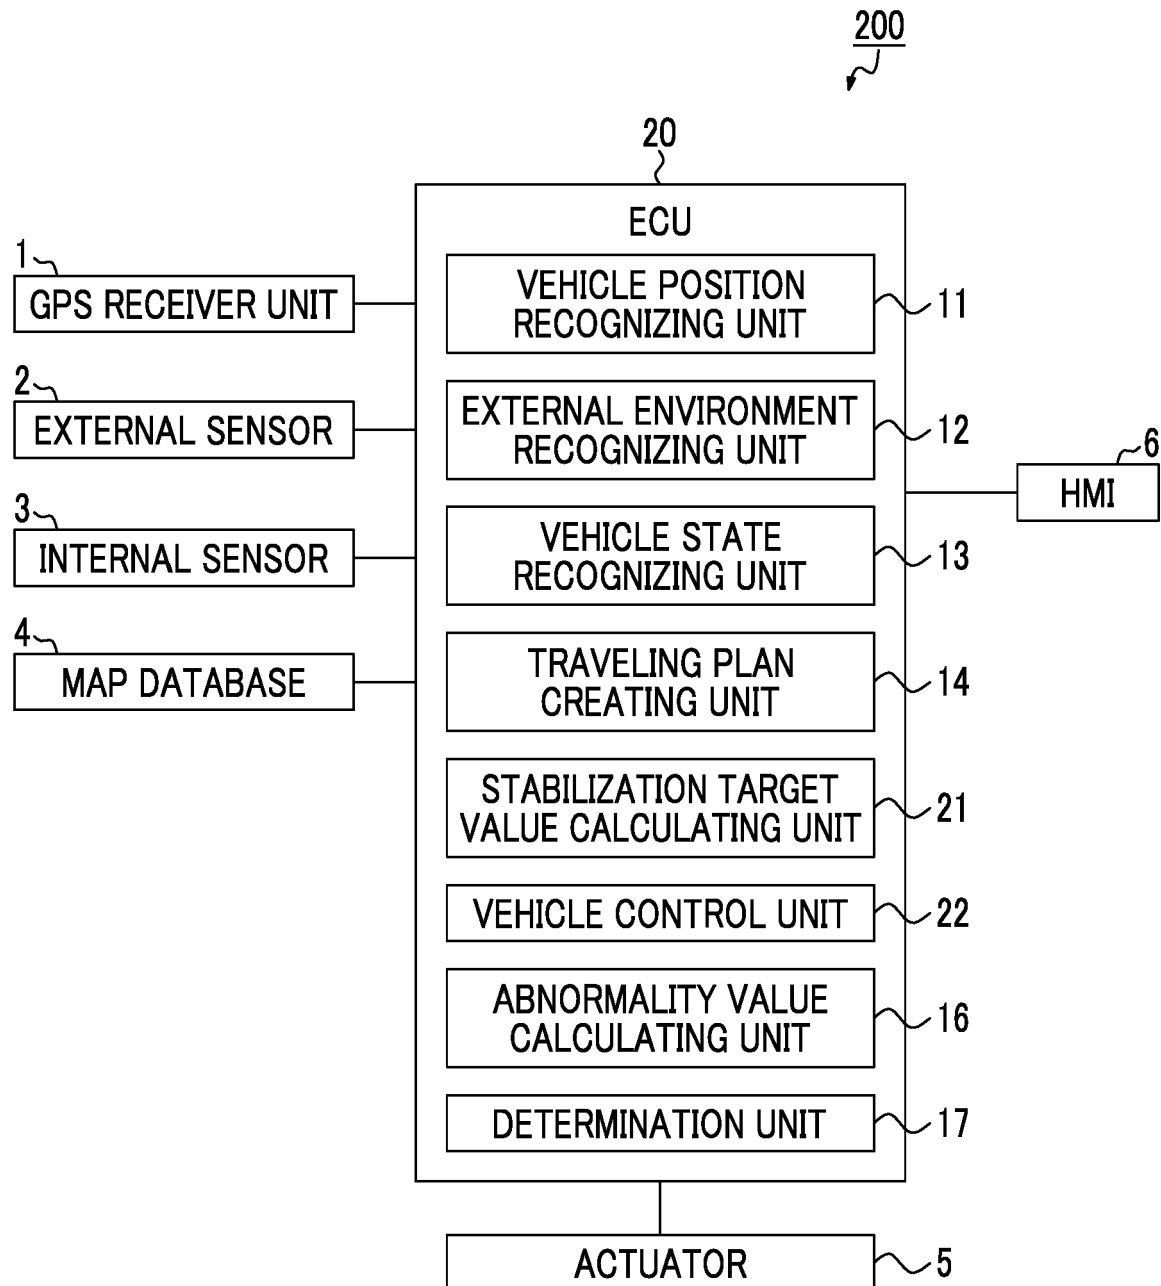 200
20
ECU
1
GPS RECEIVER UNIT
2
EXTERNAL SENSOR
3
INTERNAL SENSOR
4
MAP DATABASE
VEHICLE POSITION
RECOGNIZING UNIT
11
EXTERNAL ENVIRONMENT
RECOGNIZING UNIT
12
VEHICLE STATE
RECOGNIZING UNIT
13
TRAVELING PLAN
CREATING UNIT
14
STABILIZATION TARGET
VALUE CALCULATING UNIT
21
VEHICLE CONTROL UNIT
22
ABNORMALITY VALUE
CALCULATING UNIT
16
DETERMINATION UNIT
17
6
HMI
ACTUATOR
5